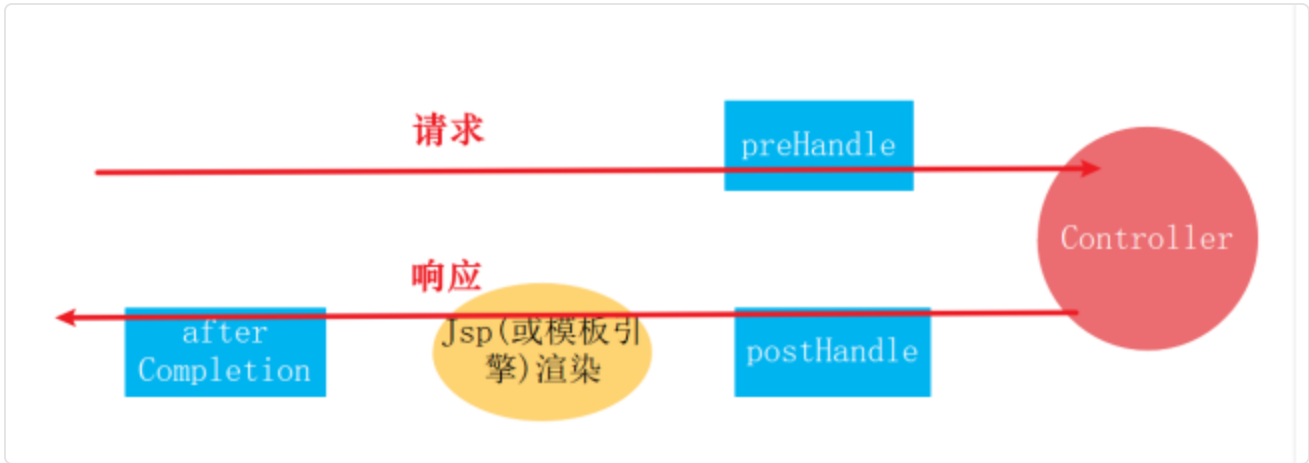 请求
preHandle
Controller
响应
after
Completion
Jsp(或模板引
擎)渲染
postHandle